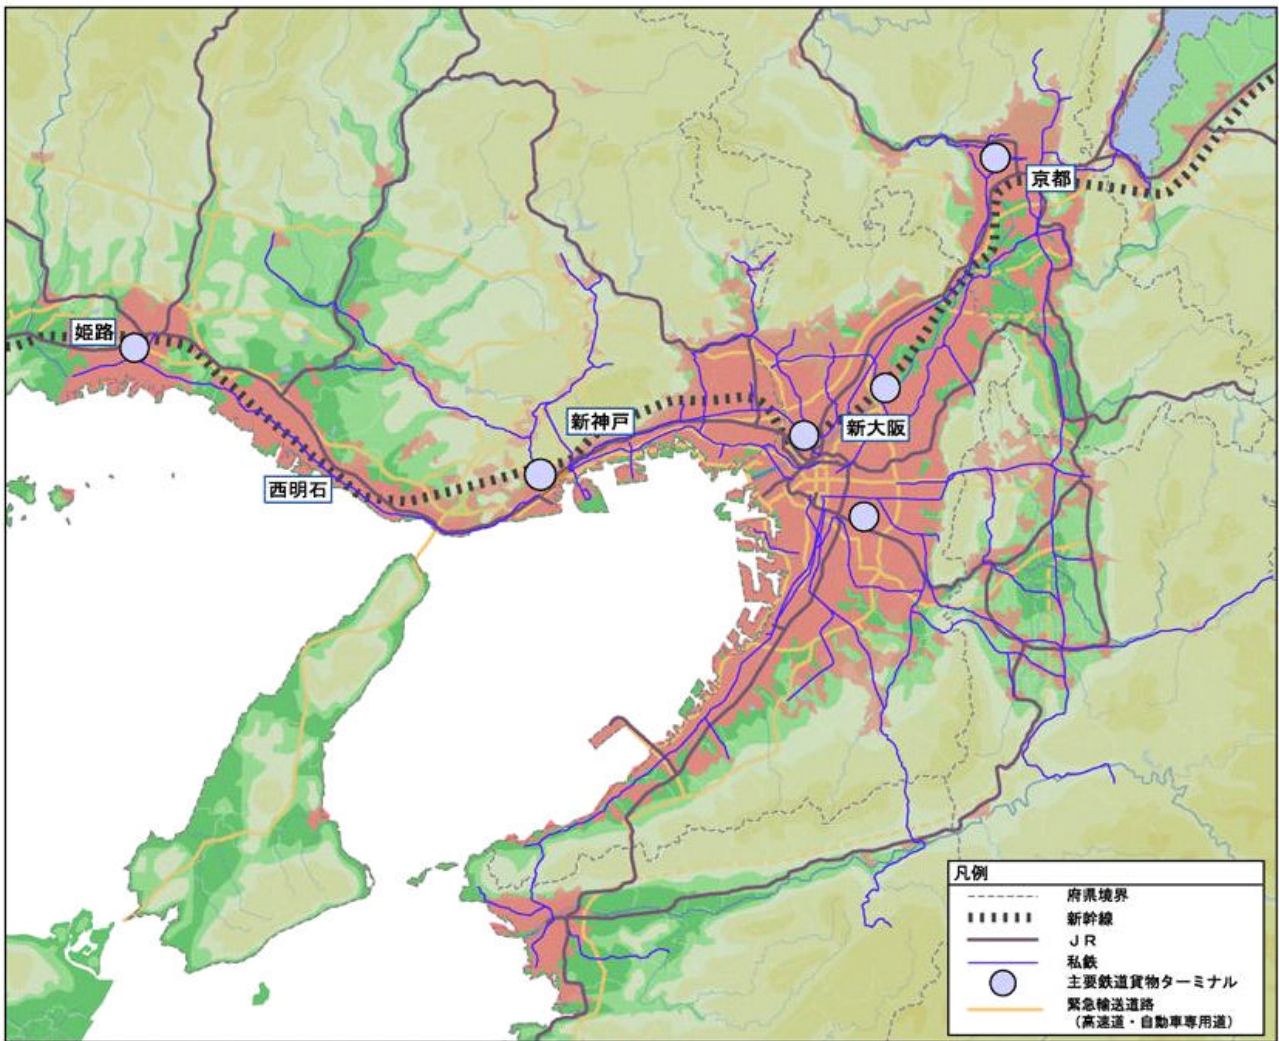 京都
姫路
新神戸
新大阪
西明石
凡例
府県境界
新幹線
ＪＲ
私鉄
主要鉄道貨物ターミナル
緊急輸送道路
（高速道・自動車専用道）